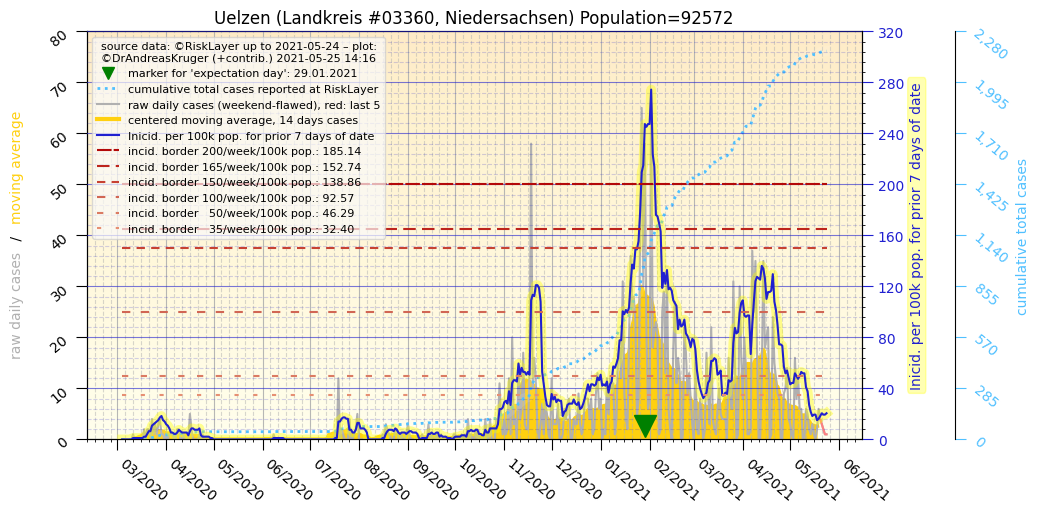 Uelzen (Landkreis #03360, Niedersachsen) Population=92572
source data: ©RiskLayer up to 2021-05-24 – plot:
©DrAndreasKruger (+contrib.) 2021-05-25 14:16
marker for 'expectation day': 29.01.2021
cumulative total cases reported at RiskLayer
raw daily cases (weekend-flawed), red: last 5
centered moving average, 14 days cases
Inicid. per 100k pop. for prior 7 days of date
incid. border 200/week/100k pop.: 185.14
incid. border 165/week/100k pop.: 152.74
incid. border 150/week/100k pop.: 138.86
incid. border 100/week/100k pop.: 92.57
incid. border   50/week/100k pop.: 46.29
incid. border   35/week/100k pop.: 32.40
raw daily cases / moving average
80
70
60
50
40
30
20
10
0
03/2020
04/2020
05/2020
06/2020
07/2020
08/2020
09/2020
10/2020
11/2020
12/2020
01/2021
02/2021
03/2021
04/2021
05/2021
06/2021
320
280
240
200
160
120
80
40
0
Inicid. per 100k pop. for prior 7 days of date
2,280
1,995
1,710
1,425
1,140
855
570
285
0
cumulative total cases